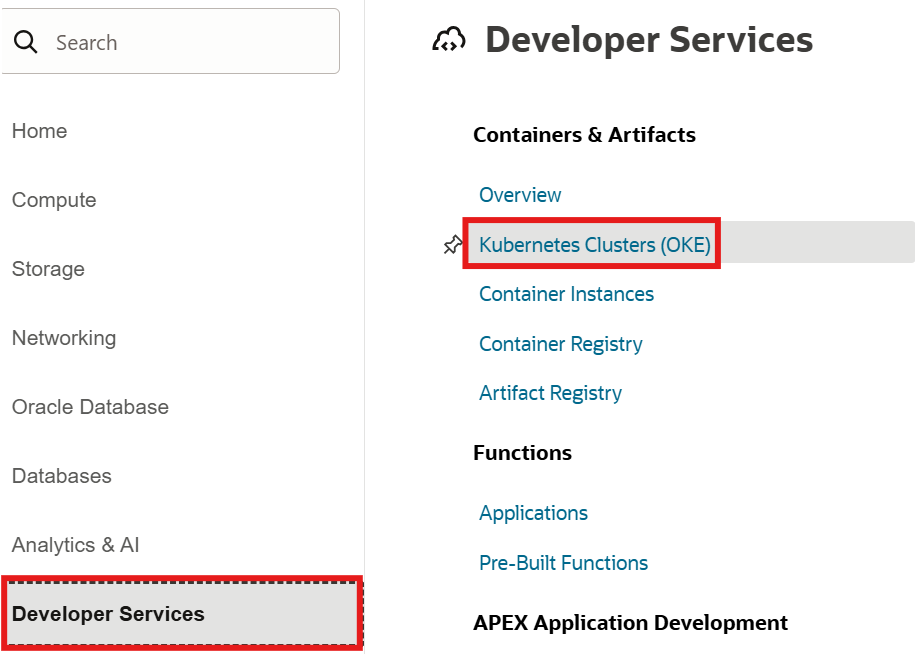 Search
Home
Compute
Storage
Networking
Oracle Database
Databases
Analytics & AI
Developer Services
Developer Services
Containers & Artifacts
Overview
Kubernetes Clusters (OKE)
Container Instances
Container Registry
Artifact Registry
Functions
Applications
Pre-Built Functions
APEX Application Development